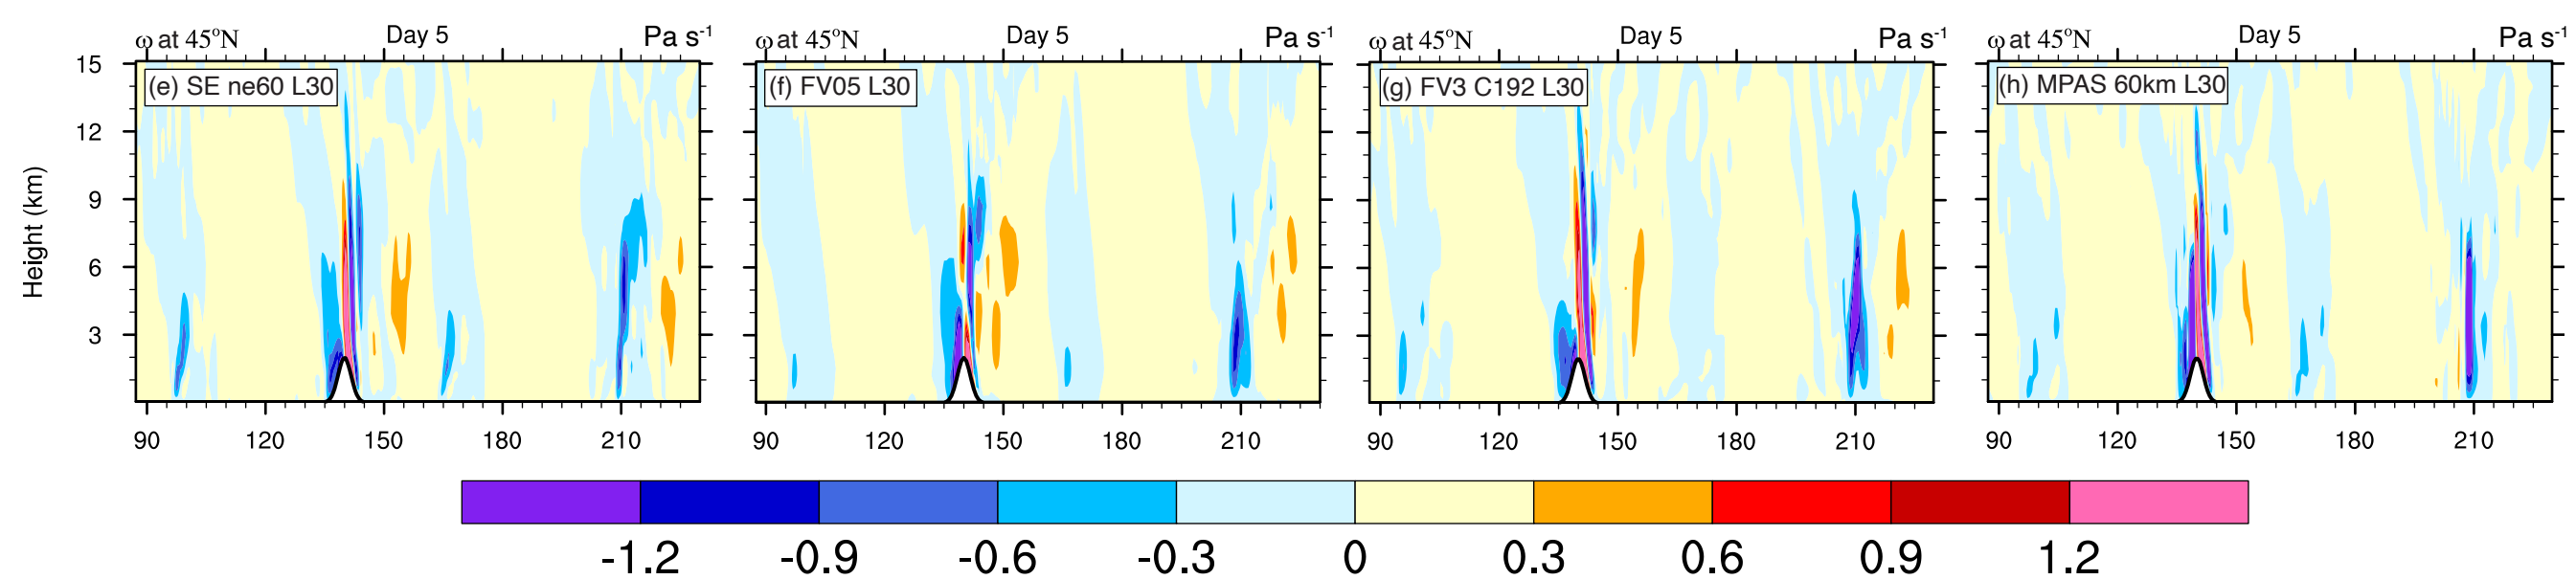 ω at 45°N Day 5 Pa s⁻¹ ω at 45°N Day 5 Pa s⁻¹ ω at 45°N Day 5 Pa s⁻¹ ω at 45°N Day 5 Pa s⁻¹
(e) SE ne60 L30 (f) FV05 L30 (g) FV3 C192 L30 (h) MPAS 60km L30
15
12
9
6
3
Height (km)
90 120 150 180 210 90 120 150 180 210 90 120 150 180 210 90 120 150 180 210
-1.2 -0.9 -0.6 -0.3 0 0.3 0.6 0.9 1.2